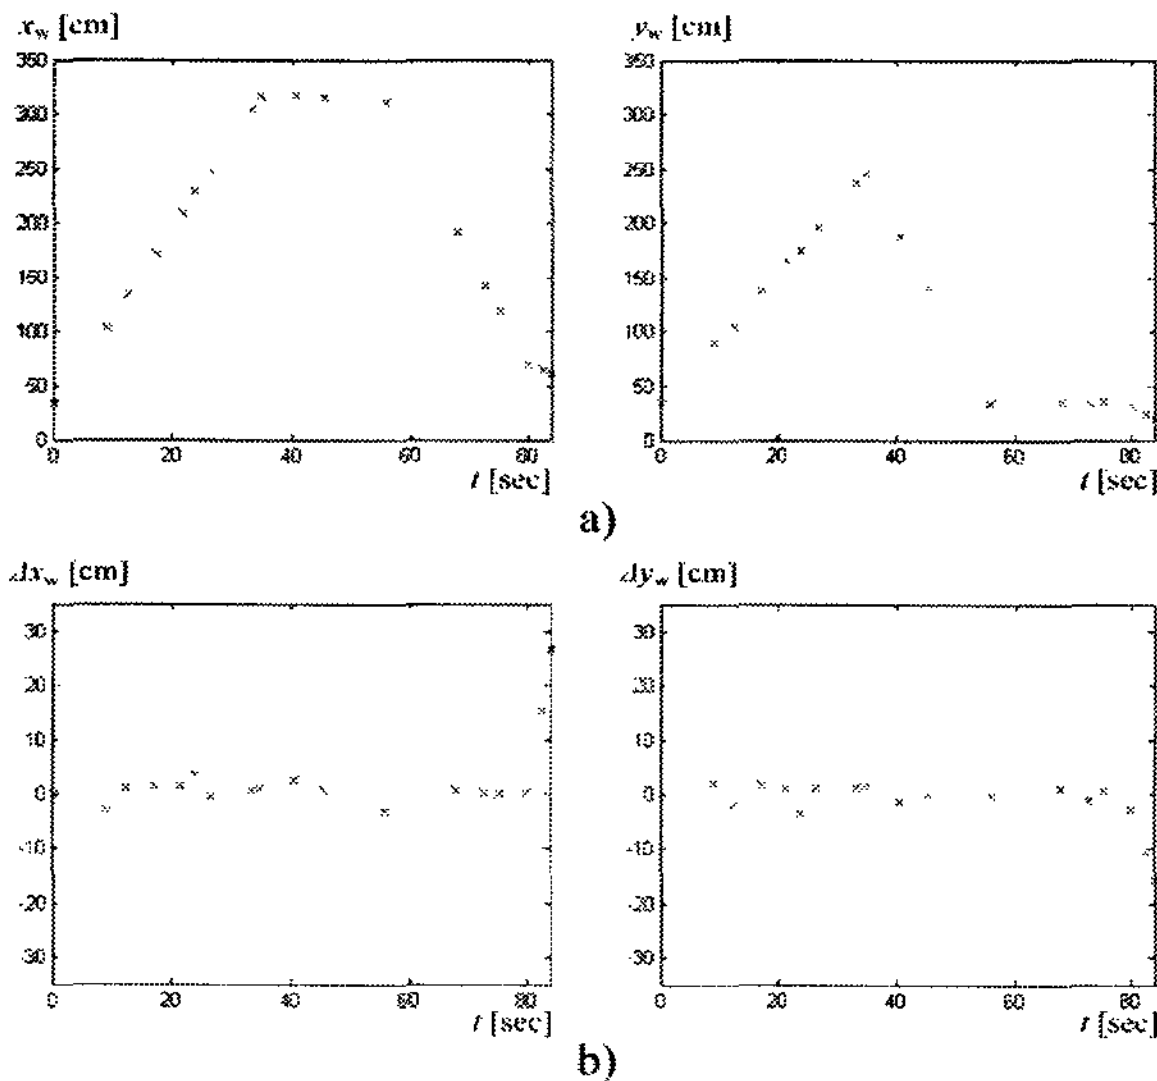 x_w [cm] y_w [cm]
350 350
300 300
250 250
200 200
150 150
100 100
50 50
0 0
0 20 40 60 80 0 20 40 60 80
t [sec] t [sec]
a)
Δx_w [cm] Δy_w [cm]
30 30
20 20
10 10
0 0
-10 -10
-20 -20
-30 -30
0 20 40 60 80 0 20 40 60 80
t [sec] t [sec]
b)